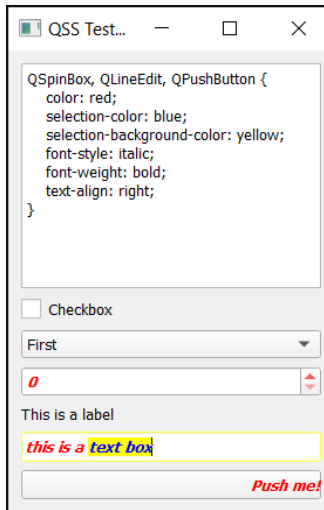 QSS Test...
QSpinBox, QLineEdit, QPushButton {
    color: red;
    selection-color: blue;
    selection-background-color: yellow;
    font-style: italic;
    font-weight: bold;
    text-align: right;
}
Checkbox
First
0
This is a label
this is a text box
Push me!